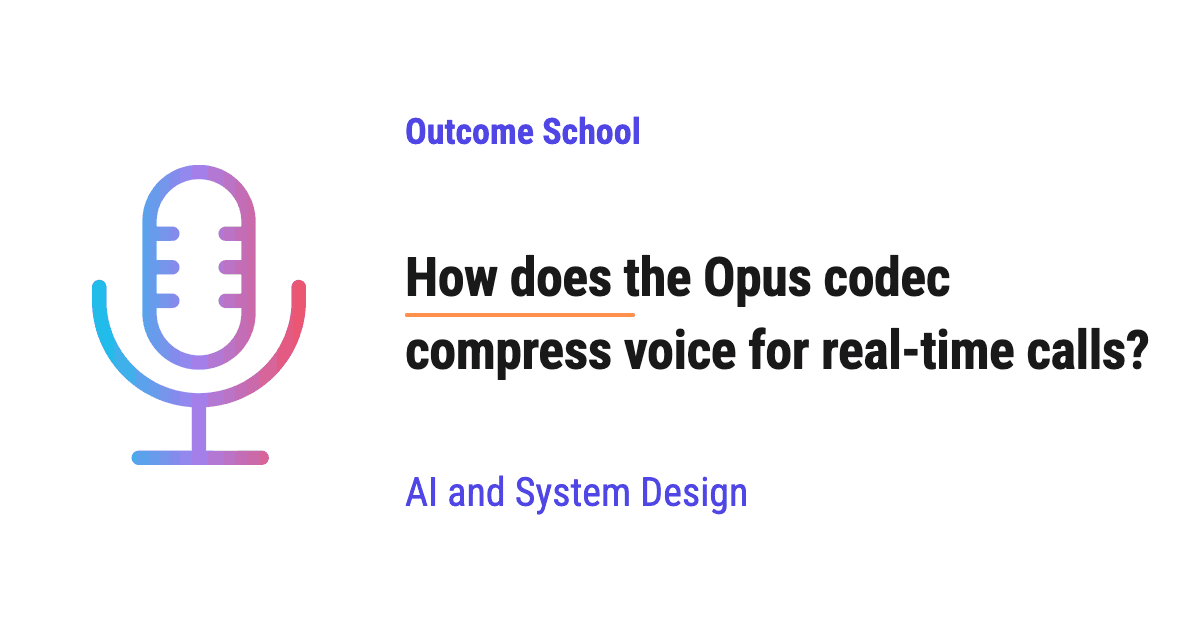 Outcome School
How does the Opus codec
compress voice for real-time calls?
AI and System Design